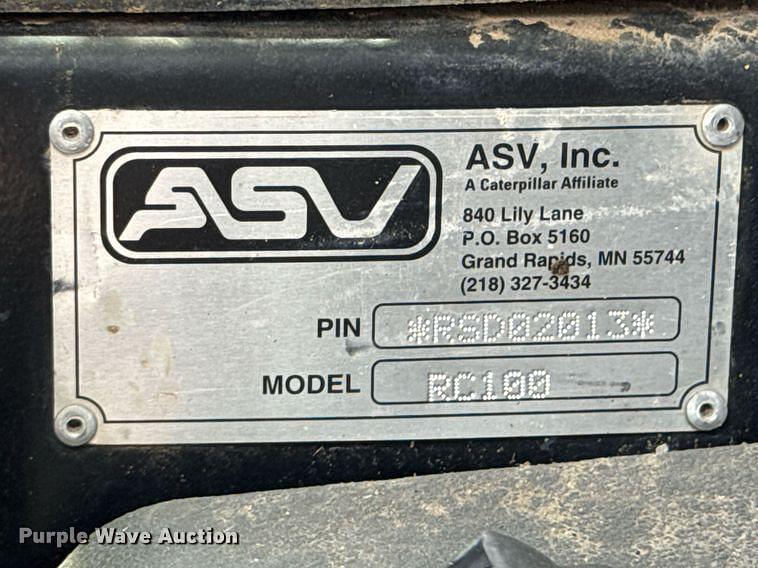 ASV
ASV, Inc.
A Caterpillar Affiliate
840 Lily Lane
P.O. Box 5160
Grand Rapids, MN 55744
(218) 327-3434
PIN *RSD02013*
MODEL RC100
Purple Wave Auction